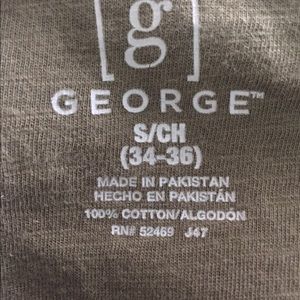 [g]
GEORGE™
S/CH
(34-36)
MADE IN PAKISTAN
HECHO EN PAKISTÁN
100% COTTON/ALGODÓN
RN# 52469 J47